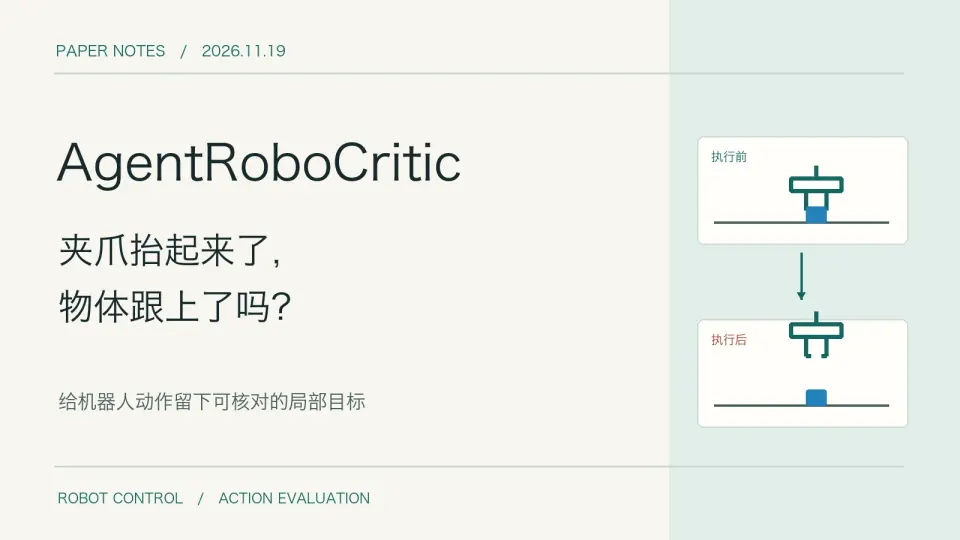 PAPER NOTES / 2026.11.19
AgentRoboCritic
夹爪抬起来了,
物体跟上了吗?
给机器人动作留下可核对的局部目标
执行前
执行后
ROBOT CONTROL / ACTION EVALUATION